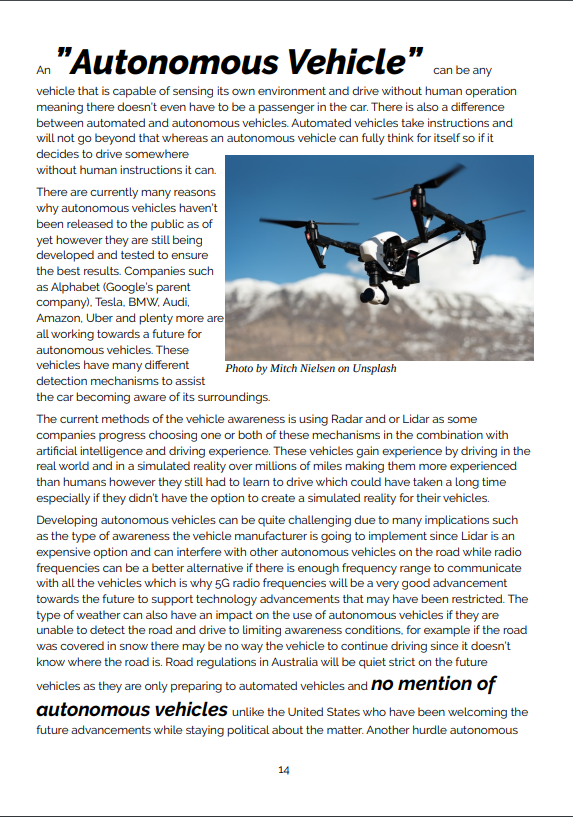 An ”Autonomous Vehicle” can be any
vehicle that is capable of sensing its own environment and drive without human operation
meaning there doesn't even have to be a passenger in the car. There is also a difference
between automated and autonomous vehicles. Automated vehicles take instructions and
will not go beyond that whereas an autonomous vehicle can fully think for itself so if it
decides to drive somewhere
without human instructions it can.
There are currently many reasons
why autonomous vehicles haven't
been released to the public as of
yet however they are still being
developed and tested to ensure
the best results. Companies such
as Alphabet (Google's parent
company), Tesla, BMW, Audi,
Amazon, Uber and plenty more are
all working towards a future for
autonomous vehicles. These
vehicles have many different
detection mechanisms to assist
the car becoming aware of its surroundings.
Photo by Mitch Nielsen on Unsplash
The current methods of the vehicle awareness is using Radar and or Lidar as some
companies progress choosing one or both of these mechanisms in the combination with
artificial intelligence and driving experience. These vehicles gain experience by driving in the
real world and in a simulated reality over millions of miles making them more experienced
than humans however they still had to learn to drive which could have taken a long time
especially if they didn't have the option to create a simulated reality for their vehicles.
Developing autonomous vehicles can be quite challenging due to many implications such
as the type of awareness the vehicle manufacturer is going to implement since Lidar is an
expensive option and can interfere with other autonomous vehicles on the road while radio
frequencies can be a better alternative if there is enough frequency range to communicate
with all the vehicles which is why 5G radio frequencies will be a very good advancement
towards the future to support technology advancements that may have been restricted. The
type of weather can also have an impact on the use of autonomous vehicles if they are
unable to detect the road and drive to limiting awareness conditions, for example if the road
was covered in snow there may be no way the vehicle to continue driving since it doesn't
know where the road is. Road regulations in Australia will be quiet strict on the future
vehicles as they are only preparing to automated vehicles and no mention of
autonomous vehicles unlike the United States who have been welcoming the
future advancements while staying political about the matter. Another hurdle autonomous
14